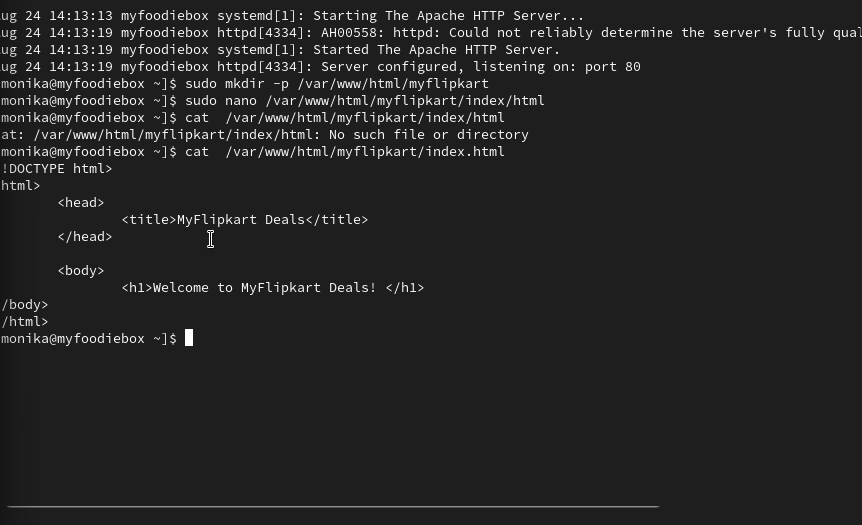 ug 24 14:13:13 myfoodiebox systemd[1]: Starting The Apache HTTP Server...
ug 24 14:13:19 myfoodiebox httpd[4334]: AH00558: httpd: Could not reliably determine the server's fully qual
ug 24 14:13:19 myfoodiebox systemd[1]: Started The Apache HTTP Server.
ug 24 14:13:19 myfoodiebox httpd[4334]: Server configured, listening on: port 80
monika@myfoodiebox ~]$ sudo mkdir -p /var/www/html/myflipkart
monika@myfoodiebox ~]$ sudo nano /var/www/html/myflipkart/index/html
monika@myfoodiebox ~]$ cat  /var/www/html/myflipkart/index/html
at: /var/www/html/myflipkart/index/html: No such file or directory
monika@myfoodiebox ~]$ cat  /var/www/html/myflipkart/index.html
!DOCTYPE html>
html>
<head>
<title>MyFlipkart Deals</title>
</head>
<body>
<h1>Welcome to MyFlipkart Deals! </h1>
/body>
/html>
monika@myfoodiebox ~]$